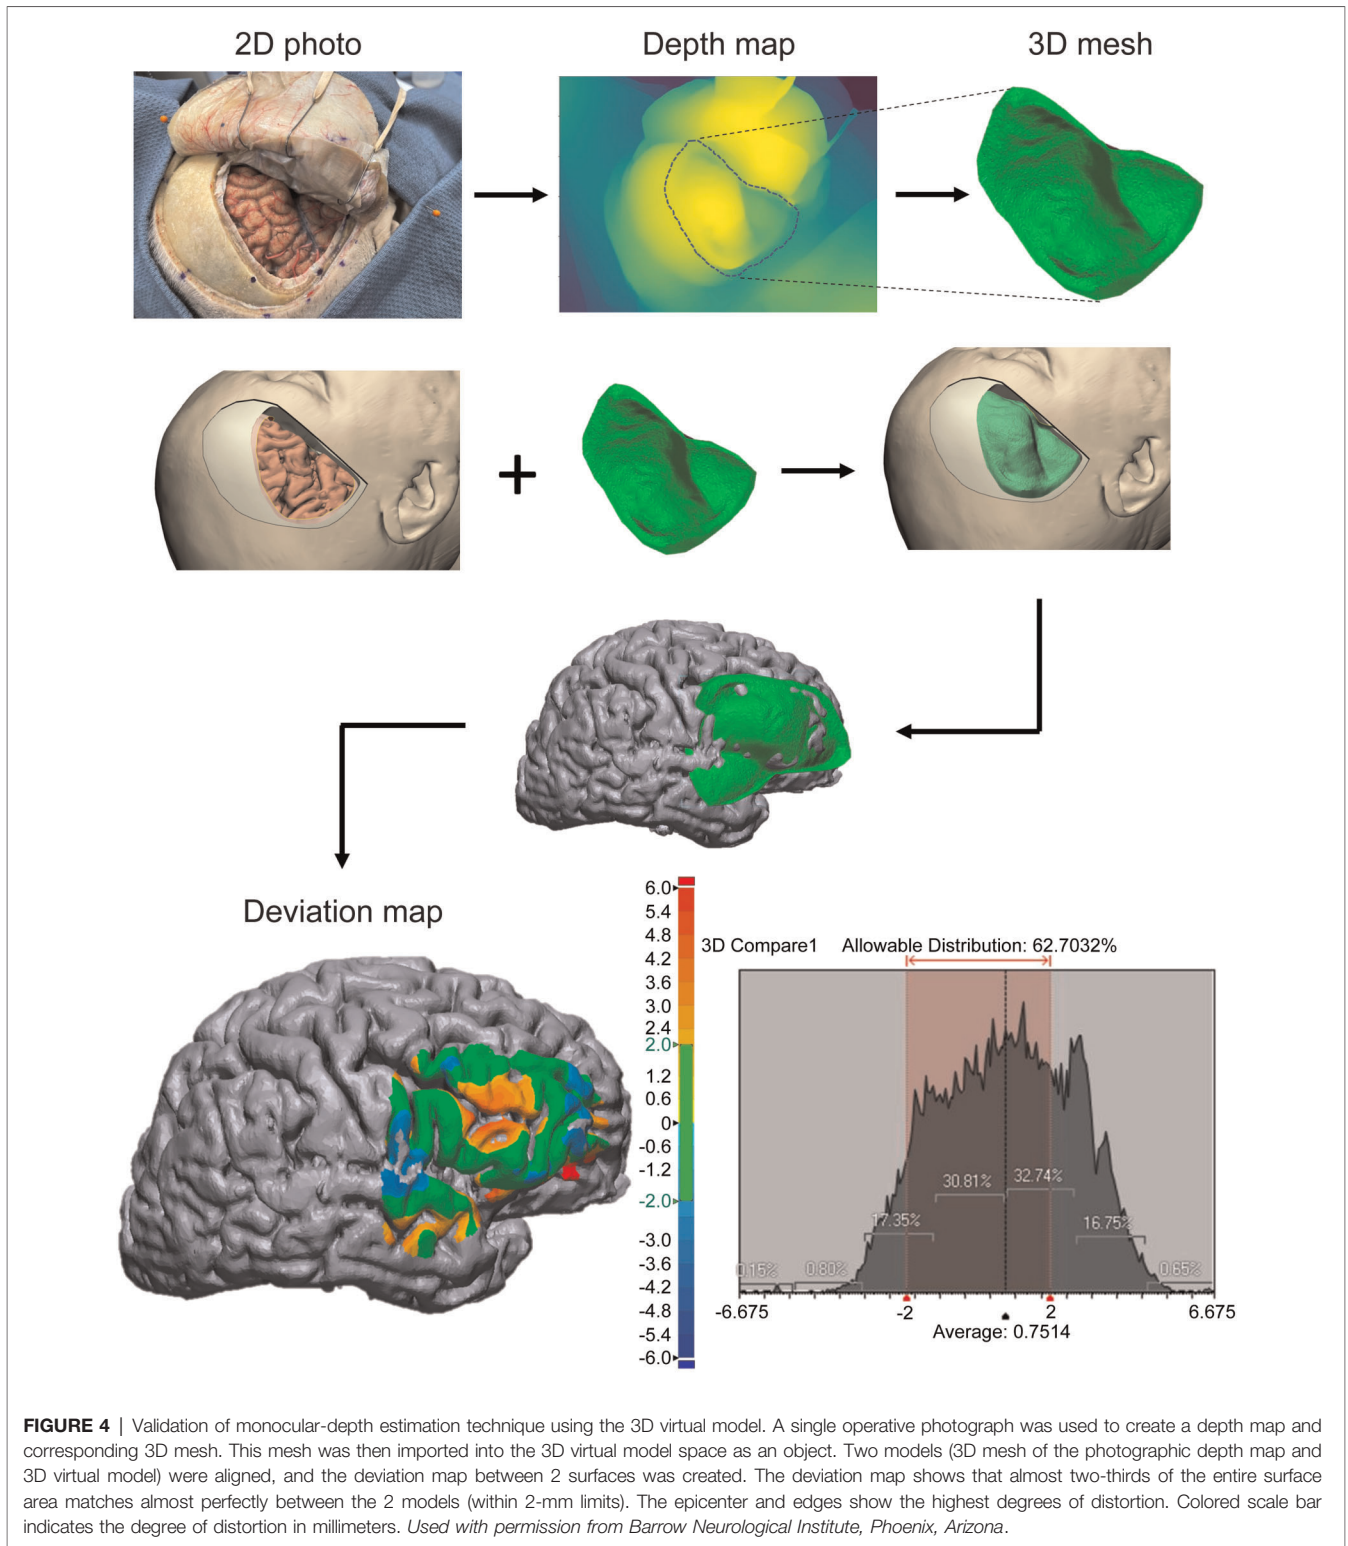 2D photo
Depth map
3D mesh
Deviation map
6.0
5.4
4.8
4.2
3.6
3.0
2.4
2.0
1.2
0.6
0
-0.6
-1.2
-2.0
-3.0
-3.6
-4.2
-4.8
-5.4
-6.0
3D Compare1 Allowable Distribution: 62.7032%
30.81% 32.74%
17.35% 16.75%
0.15% 0.80% 0.65%
-6.675 -2 2 6.675
Average: 0.7514
FIGURE 4 | Validation of monocular-depth estimation technique using the 3D virtual model. A single operative photograph was used to create a depth map and
corresponding 3D mesh. This mesh was then imported into the 3D virtual model space as an object. Two models (3D mesh of the photographic depth map and
3D virtual model) were aligned, and the deviation map between 2 surfaces was created. The deviation map shows that almost two-thirds of the entire surface
area matches almost perfectly between the 2 models (within 2-mm limits). The epicenter and edges show the highest degrees of distortion. Colored scale bar
indicates the degree of distortion in millimeters. Used with permission from Barrow Neurological Institute, Phoenix, Arizona.